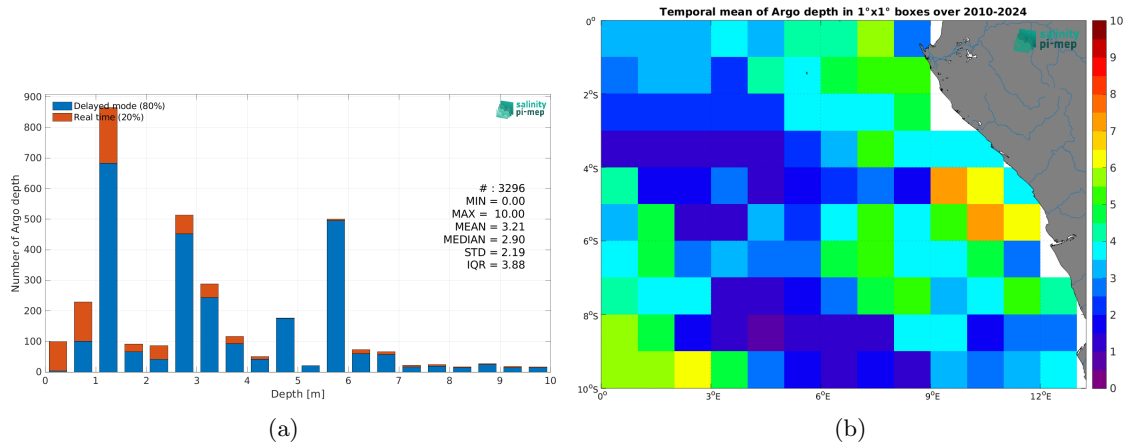 Temporal mean of Argo depth in 1°x1° boxes over 2010-2024
Delayed mode (80%)
Real time (20%)
salinity
pi-mep
# : 3296
MIN = 0.00
MAX = 10.00
MEAN = 3.21
MEDIAN = 2.90
STD = 2.19
IQR = 3.88
Number of Argo depth
900
800
700
600
500
400
300
200
100
0
0 1 2 3 4 5 6 7 8 9 10
Depth [m]
(a)
salinity
pi-mep
0°
2°S
4°S
6°S
8°S
10°S
0° 3°E 6°E 9°E 12°E
10
9
8
7
6
5
4
3
2
1
0
(b)